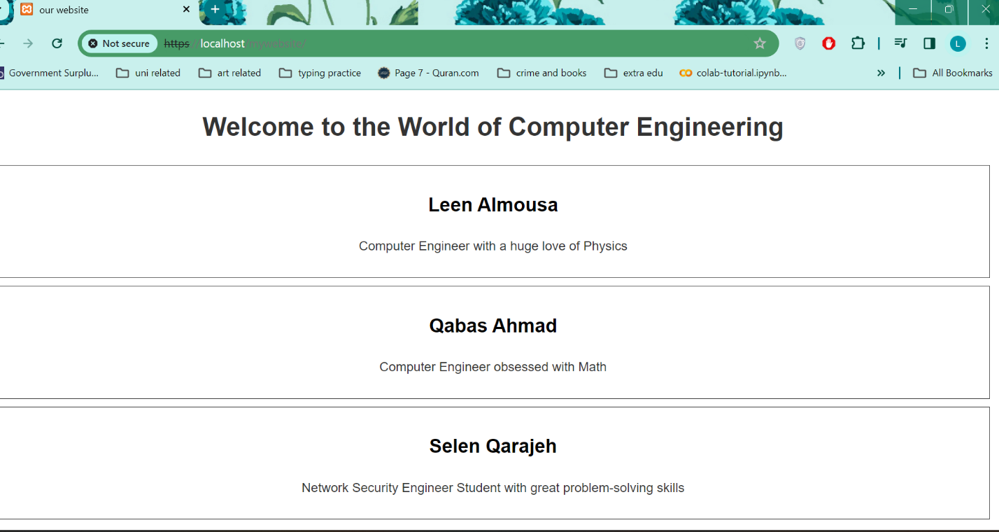 our website
Not secure https://localhost/mywebsite/
Government Surplu...
uni related
art related
typing practice
Page 7 - Quran.com
crime and books
extra edu
colab-tutorial.ipynb...
All Bookmarks
L
Welcome to the World of Computer Engineering
Leen Almousa
Computer Engineer with a huge love of Physics
Qabas Ahmad
Computer Engineer obsessed with Math
Selen Qarajeh
Network Security Engineer Student with great problem-solving skills